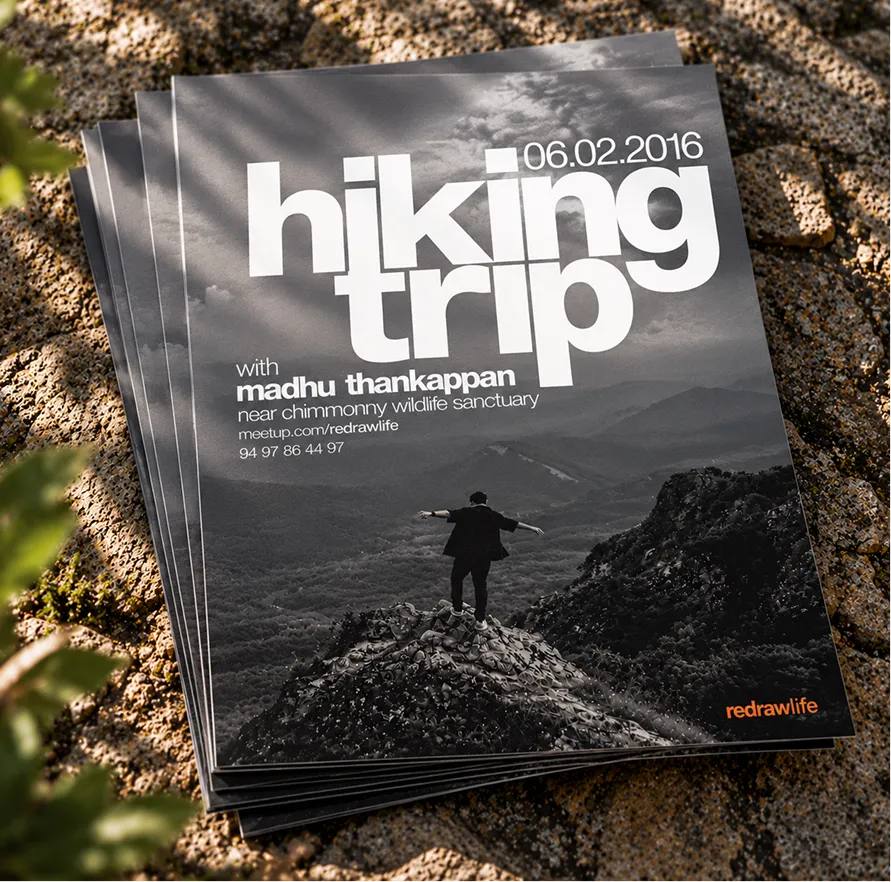 06.02.2016
hiking
trip
with
madhu thankappan
near chimmonny wildlife sanctuary
meetup.com/redrawlife
94 97 86 44 97
redrawlife